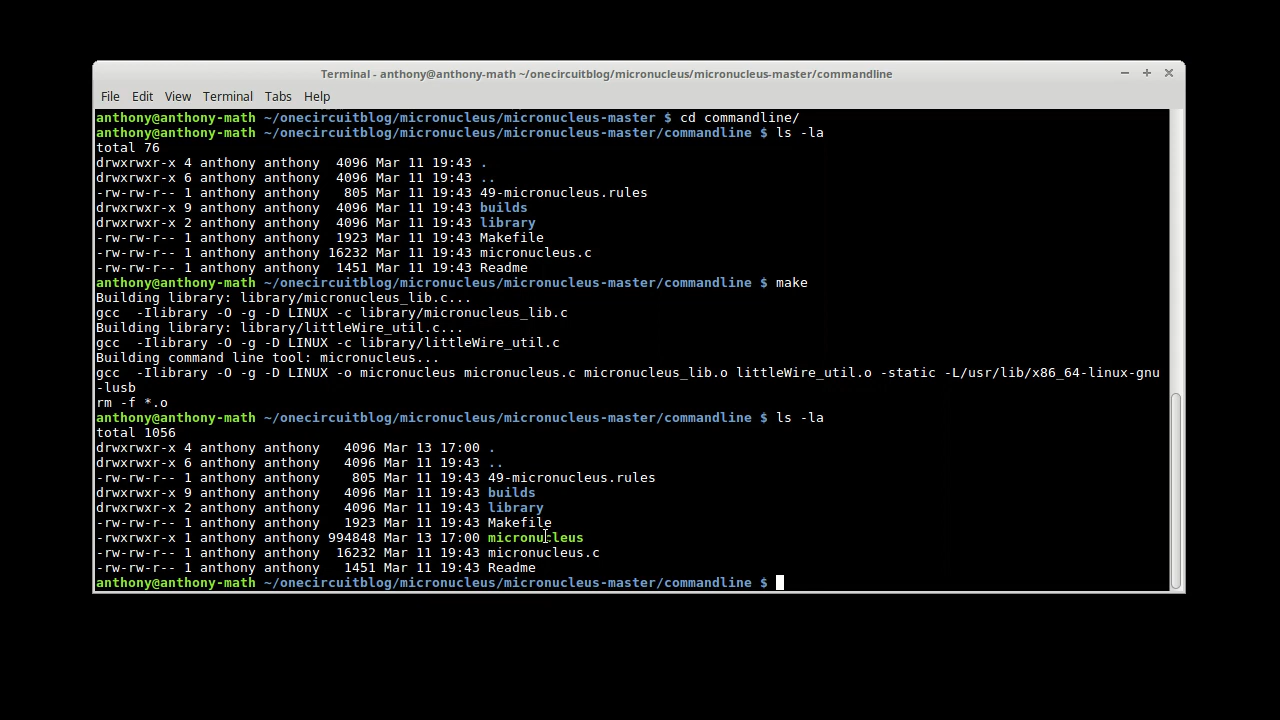 Terminal - anthony@anthony-math ~/onecircuitblog/micronucleus/micronucleus-master/commandline
File Edit View Terminal Tabs Help
anthony@anthony-math ~/onecircuitblog/micronucleus/micronucleus-master $ cd commandline/
anthony@anthony-math ~/onecircuitblog/micronucleus/micronucleus-master/commandline $ ls -la
total 76
drwxrwxr-x 4 anthony anthony  4096 Mar 11 19:43 .
drwxrwxr-x 6 anthony anthony  4096 Mar 11 19:43 ..
-rw-rw-r-- 1 anthony anthony   805 Mar 11 19:43 49-micronucleus.rules
drwxrwxr-x 9 anthony anthony  4096 Mar 11 19:43 builds
drwxrwxr-x 2 anthony anthony  4096 Mar 11 19:43 library
-rw-rw-r-- 1 anthony anthony  1923 Mar 11 19:43 Makefile
-rw-rw-r-- 1 anthony anthony 16232 Mar 11 19:43 micronucleus.c
-rw-rw-r-- 1 anthony anthony  1451 Mar 11 19:43 Readme
anthony@anthony-math ~/onecircuitblog/micronucleus/micronucleus-master/commandline $ make
Building library: library/micronucleus_lib.c...
gcc  -Ilibrary -O -g -D LINUX -c library/micronucleus_lib.c
Building library: library/littleWire_util.c...
gcc  -Ilibrary -O -g -D LINUX -c library/littleWire_util.c
Building command line tool: micronucleus...
gcc  -Ilibrary -O -g -D LINUX -o micronucleus micronucleus.c micronucleus_lib.o littleWire_util.o -static -L/usr/lib/x86_64-linux-gnu
-lusb
rm -f *.o
anthony@anthony-math ~/onecircuitblog/micronucleus/micronucleus-master/commandline $ ls -la
total 1056
drwxrwxr-x 4 anthony anthony   4096 Mar 13 17:00 .
drwxrwxr-x 6 anthony anthony   4096 Mar 11 19:43 ..
-rw-rw-r-- 1 anthony anthony    805 Mar 11 19:43 49-micronucleus.rules
drwxrwxr-x 9 anthony anthony   4096 Mar 11 19:43 builds
drwxrwxr-x 2 anthony anthony   4096 Mar 11 19:43 library
-rw-rw-r-- 1 anthony anthony   1923 Mar 11 19:43 Makefile
-rwxrwxr-x 1 anthony anthony 994848 Mar 13 17:00 micronucleus
-rw-rw-r-- 1 anthony anthony  16232 Mar 11 19:43 micronucleus.c
-rw-rw-r-- 1 anthony anthony   1451 Mar 11 19:43 Readme
anthony@anthony-math ~/onecircuitblog/micronucleus/micronucleus-master/commandline $